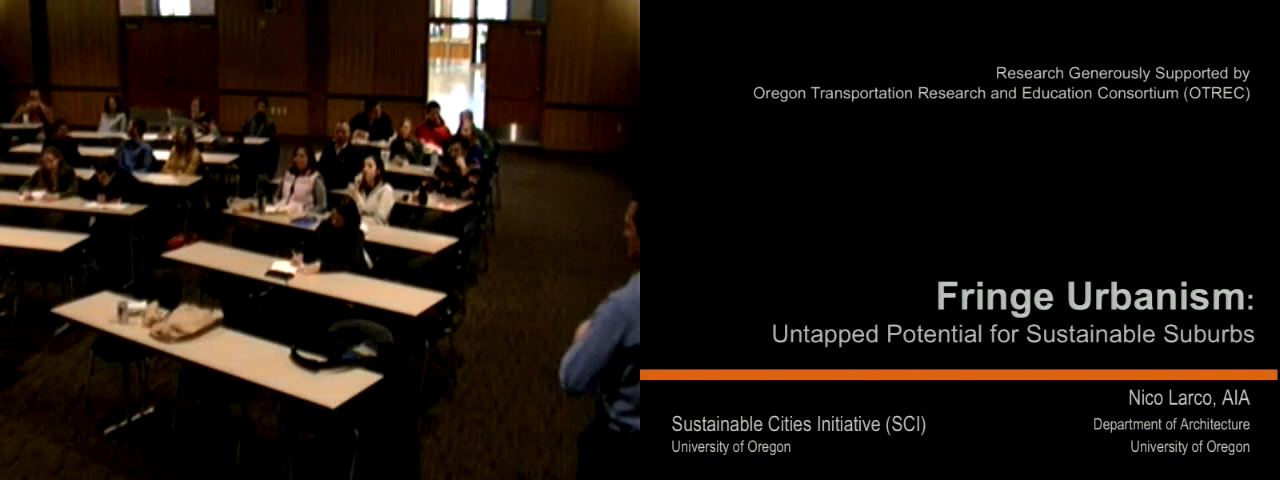 Research Generously Supported by
Oregon Transportation Research and Education Consortium (OTREC)
Fringe Urbanism:
Untapped Potential for Sustainable Suburbs
Nico Larco, AIA
Department of Architecture
University of Oregon
Sustainable Cities Initiative (SCI)
University of Oregon